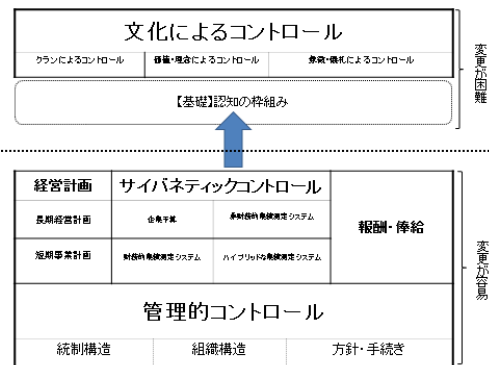 文化によるコントロール
クランによるコントロール
価値・理念によるコントロール
象徴・儀礼によるコントロール
変更が困難
【基礎】認知の枠組み
経営計画
サイバネティックコントロール
報酬・俸給
長期経営計画
企業予算
非財務的業績測定システム
短期事業計画
財務的業績測定システム
ハイブリッドな業績測定システム
変更が容易
管理的コントロール
統制構造
組織構造
方針・手続き